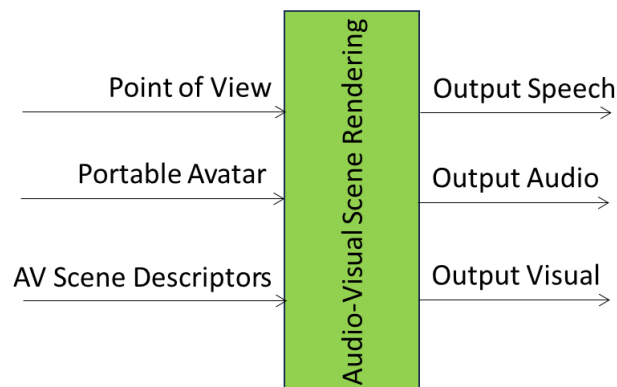 Point of View
Portable Avatar
AV Scene Descriptors
Audio-Visual Scene Rendering
Output Speech
Output Audio
Output Visual